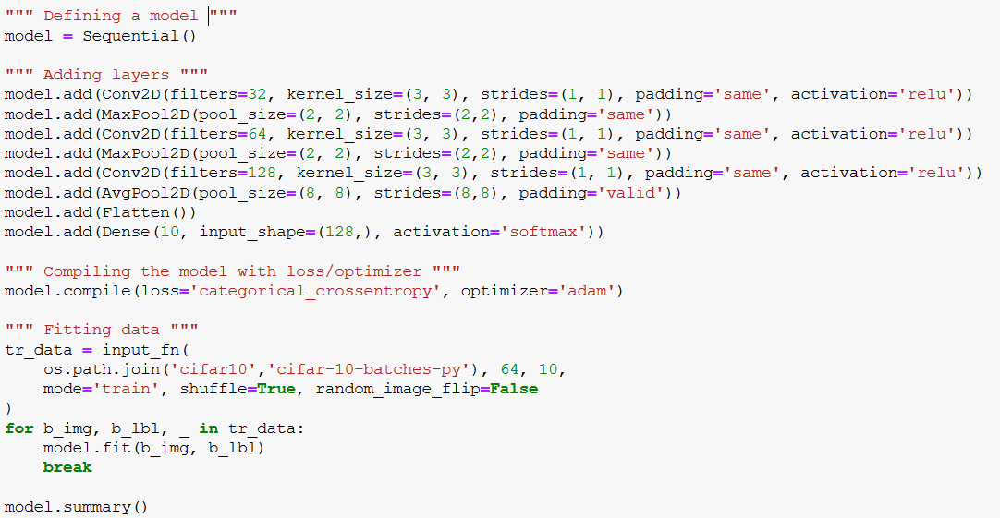 """ Defining a model """
model = Sequential()
""" Adding layers """
model.add(Conv2D(filters=32, kernel_size=(3, 3), strides=(1, 1), padding='same', activation='relu'))
model.add(MaxPool2D(pool_size=(2, 2), strides=(2,2), padding='same'))
model.add(Conv2D(filters=64, kernel_size=(3, 3), strides=(1, 1), padding='same', activation='relu'))
model.add(MaxPool2D(pool_size=(2, 2), strides=(2,2), padding='same'))
model.add(Conv2D(filters=128, kernel_size=(3, 3), strides=(1, 1), padding='same', activation='relu'))
model.add(AvgPool2D(pool_size=(8, 8), strides=(8,8), padding='valid'))
model.add(Flatten())
model.add(Dense(10, input_shape=(128,), activation='softmax'))
""" Compiling the model with loss/optimizer """
model.compile(loss='categorical_crossentropy', optimizer='adam')
""" Fitting data """
tr_data = input_fn(
    os.path.join('cifar10','cifar-10-batches-py'), 64, 10,
    mode='train', shuffle=True, random_image_flip=False
)
for b_img, b_lbl, _ in tr_data:
    model.fit(b_img, b_lbl)
    break
model.summary()